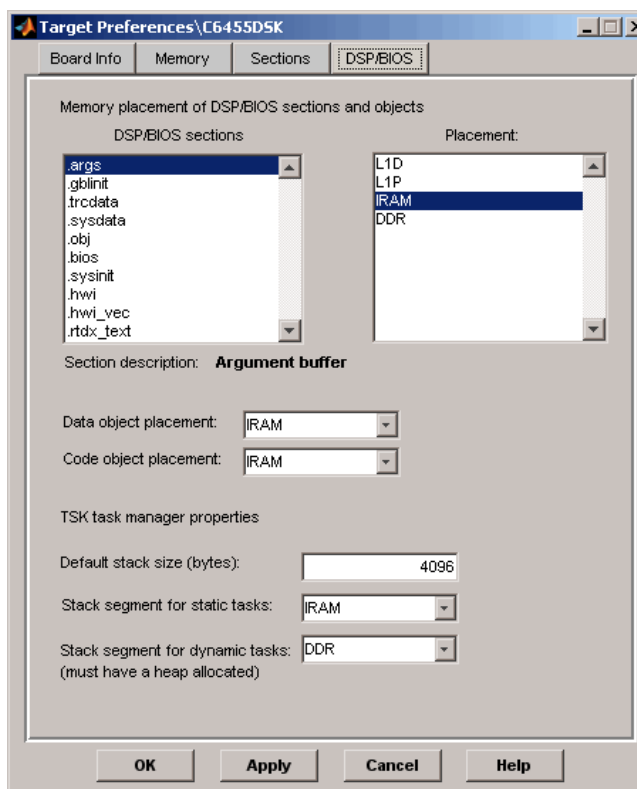 Target Preferences\C6455DSK
Board Info Memory Sections DSP/BIOS
Memory placement of DSP/BIOS sections and objects
DSP/BIOS sections Placement:
.args
.gblinit
.trcdata
.sysdata
.obj
.bios
.sysinit
.hwi
.hwi_vec
.rtdx_text
L1D
L1P
IRAM
DDR
Section description: Argument buffer
Data object placement: IRAM
Code object placement: IRAM
TSK task manager properties
Default stack size (bytes): 4096
Stack segment for static tasks: IRAM
Stack segment for dynamic tasks: DDR
(must have a heap allocated)
OK Apply Cancel Help